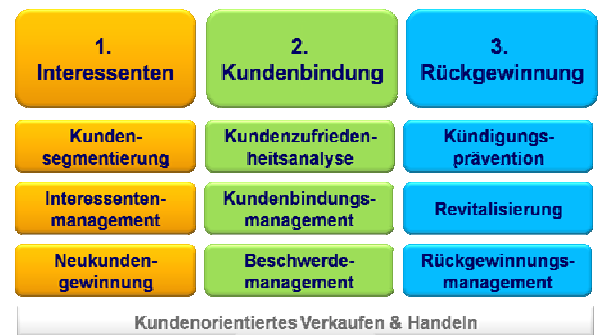 1.
Interessenten
2.
Kundenbindung
3.
Rückgewinnung
Kunden-
segmentierung
Kundenzufrieden-
heitsanalyse
Kündigungs-
prävention
Interessenten-
management
Kundenbindungs-
management
Revitalisierung
Neukunden-
gewinnung
Beschwerde-
management
Rückgewinnungs-
management
Kundenorientiertes Verkaufen & Handeln